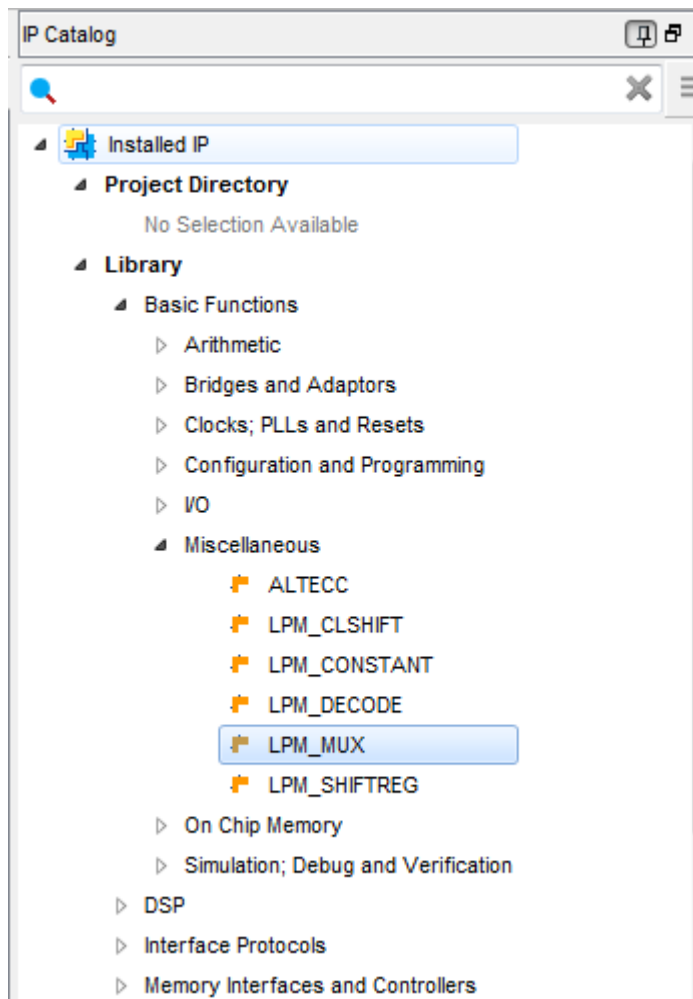 IP Catalog
Installed IP
Project Directory
No Selection Available
Library
Basic Functions
Arithmetic
Bridges and Adaptors
Clocks; PLLs and Resets
Configuration and Programming
I/O
Miscellaneous
ALTECC
LPM_CLSHIFT
LPM_CONSTANT
LPM_DECODE
LPM_MUX
LPM_SHIFTREG
On Chip Memory
Simulation; Debug and Verification
DSP
Interface Protocols
Memory Interfaces and Controllers